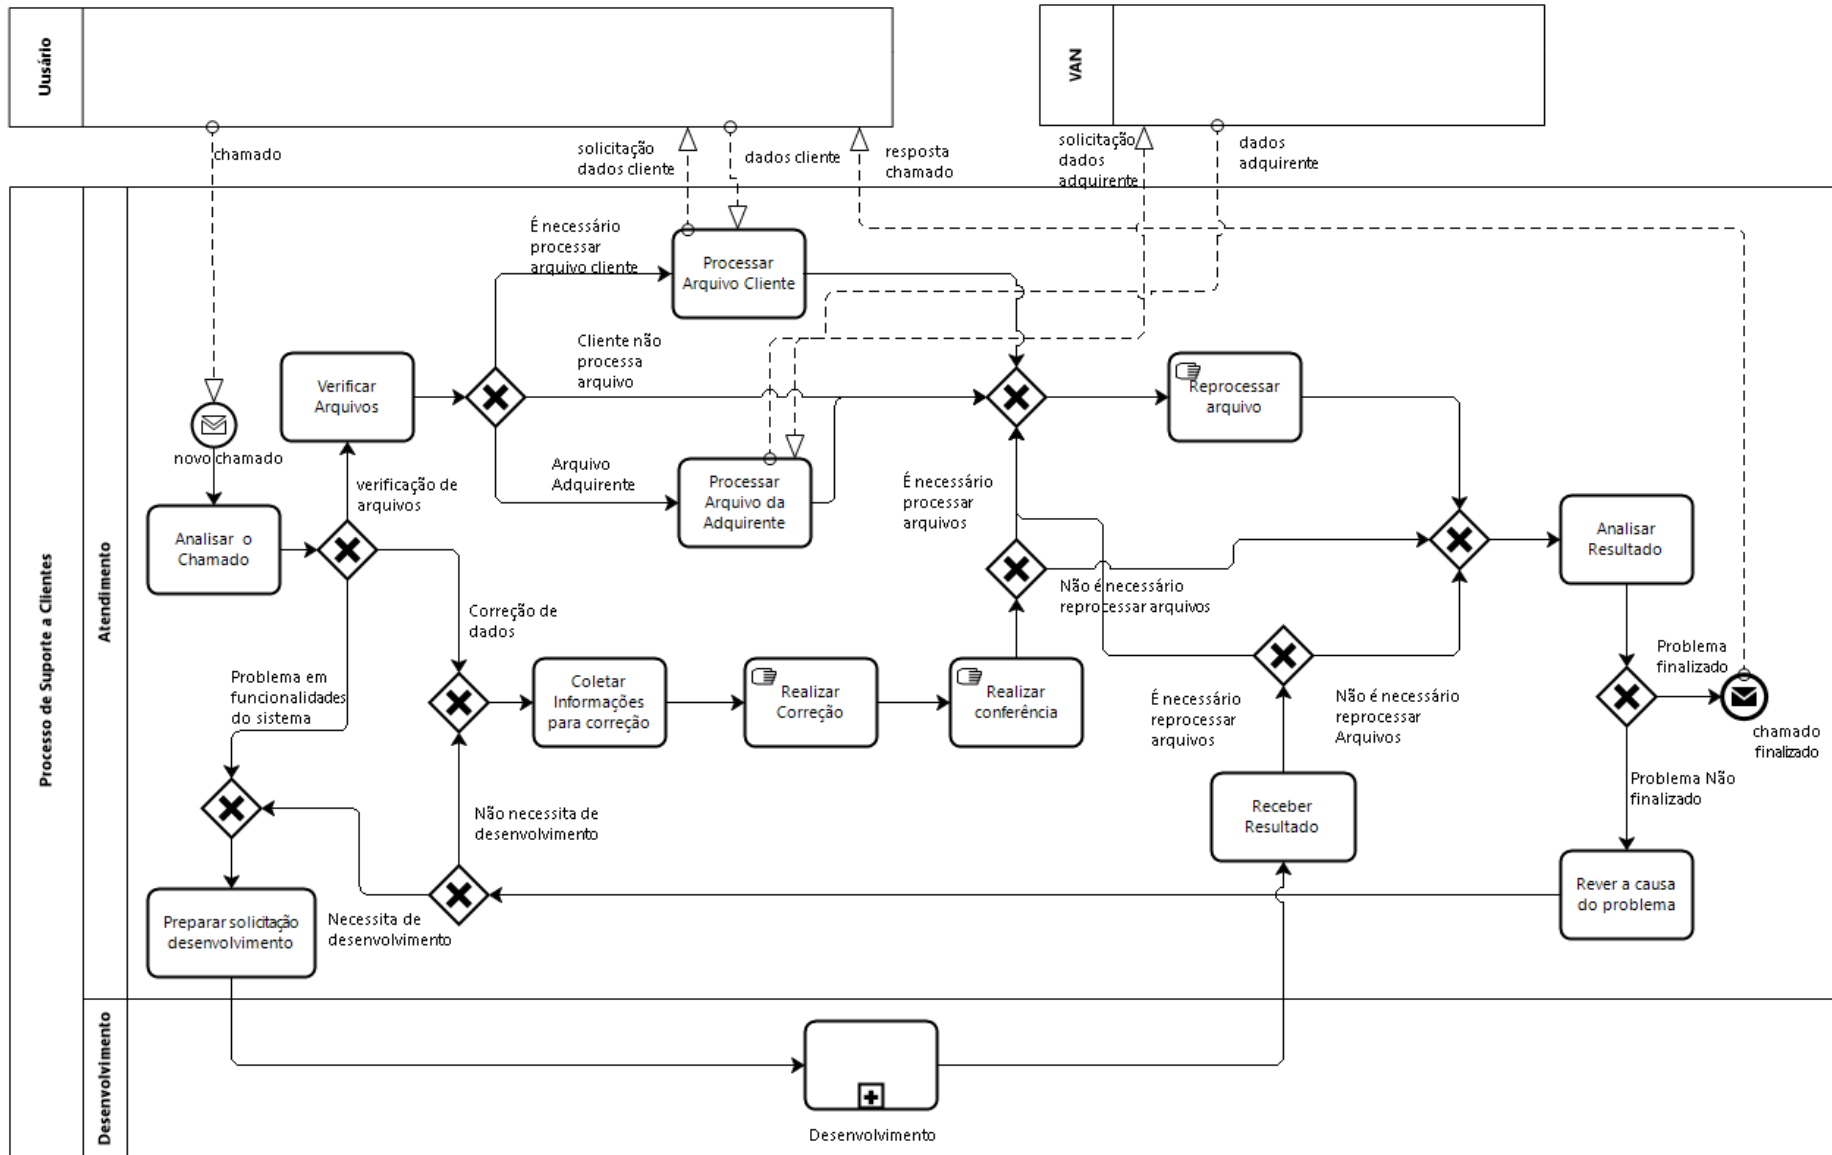 Uusário
VAN
chamado
solicitação
dados cliente
dados cliente
resposta
chamado
solicitação
dados
adquirente
dados
adquirente
Processo de Suporte a Clientes
Atendimento
É necessário
processar
arquivo cliente
Processar
Arquivo Cliente
Cliente não
processa
arquivo
Verificar
Arquivos
Reprocessar
arquivo
novo chamado
verificação de
arquivos
Arquivo
Adquirente
Processar
Arquivo da
Adquirente
É necessário
processar
arquivos
Analisar o
Chamado
Analisar
Resultado
Não é necessário
reprocessar arquivos
Correção de
dados
Problema em
funcionalidades
do sistema
Coletar
Informações
para correção
Realizar
Correção
Realizar
conferência
É necessário
reprocessar
arquivos
Não é necessário
reprocessar
Arquivos
Problema
finalizado
chamado
finalizado
Problema Não
finalizado
Não necessita de
desenvolvimento
Receber
Resultado
Rever a causa
do problema
Preparar solicitação
desenvolvimento
Necessita de
desenvolvimento
Desenvolvimento
Desenvolvimento